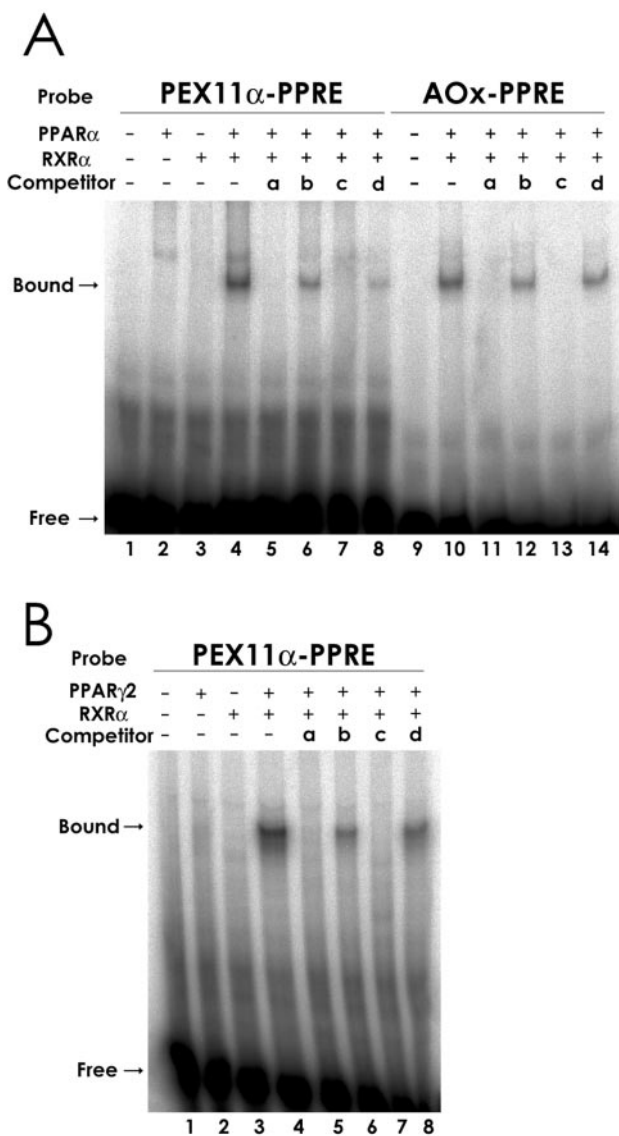 A
Probe PEX11α-PPRE AOx-PPRE
PPARα - + - + + + + + - + + + + +
RXRα - - + + + + + + - + + + + +
Competitor - - - - a b c d - - a b c d
Bound →
Free →
1 2 3 4 5 6 7 8 9 10 11 12 13 14
B
Probe PEX11α-PPRE
PPARγ2 - + - + + + + +
RXRα - - + + + + + +
Competitor - - - - a b c d
Bound →
Free →
1 2 3 4 5 6 7 8